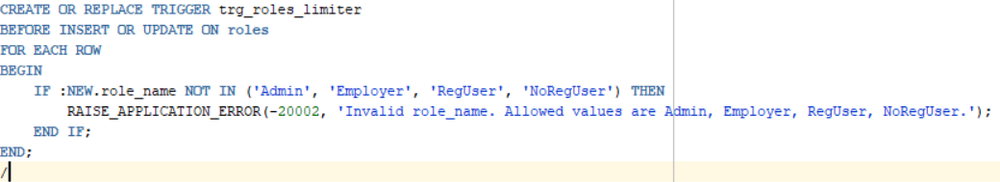 CREATE OR REPLACE TRIGGER trg_roles_limiter
BEFORE INSERT OR UPDATE ON roles
FOR EACH ROW
BEGIN
    IF :NEW.role_name NOT IN ('Admin', 'Employer', 'RegUser', 'NoRegUser') THEN
        RAISE_APPLICATION_ERROR(-20002, 'Invalid role_name. Allowed values are Admin, Employer, RegUser, NoRegUser.');
    END IF;
END;
/